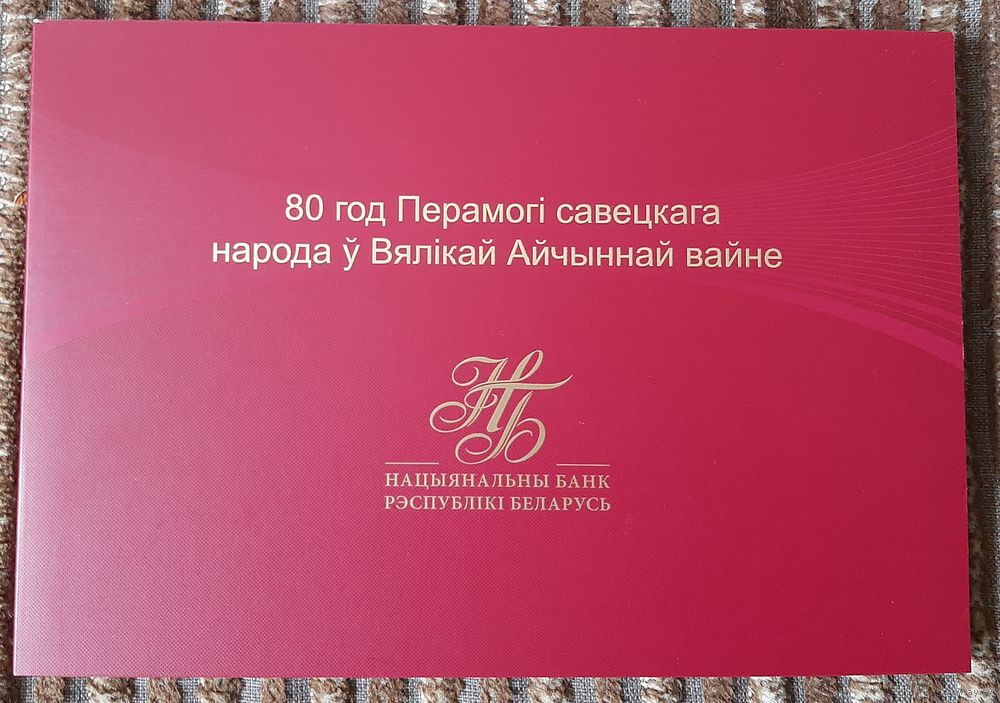 80 год Перамогі савецкага
народа ў Вялікай Айчыннай вайне
НБ
НАЦЫЯНАЛЬНЫ БАНК
РЭСПУБЛІКІ БЕЛАРУСЬ